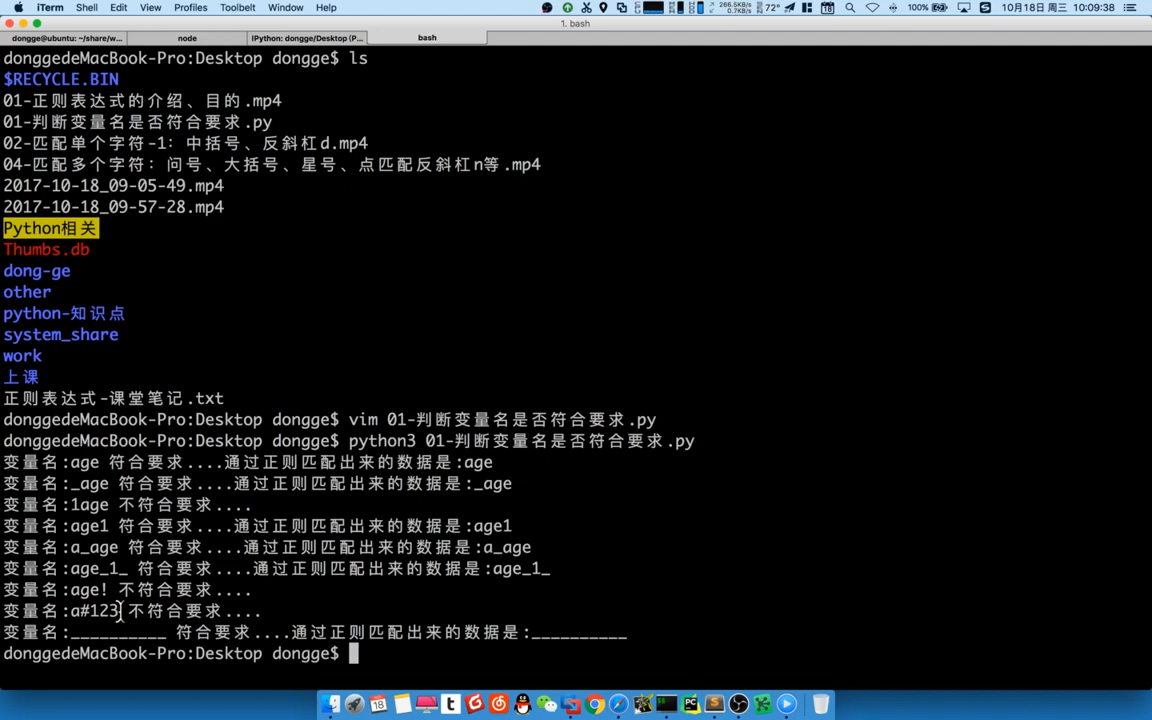 iTerm Shell Edit View Profiles Toolbelt Window Help 266.5KB/s 0.7KB/s 72° 100% 10月18日 周三 10:09:38
1. bash
dongge@ubuntu: ~/share/w... node IPython: dongge/Desktop (P... bash
donggedeMacBook-Pro:Desktop dongge$ ls
$RECYCLE.BIN
01-正则表达式的介绍、目的.mp4
01-判断变量名是否符合要求.py
02-匹配单个字符-1：中括号、反斜杠d.mp4
04-匹配多个字符：问号、大括号、星号、点匹配反斜杠n等.mp4
2017-10-18_09-05-49.mp4
2017-10-18_09-57-28.mp4
Python相关
Thumbs.db
dong-ge
other
python-知识点
system_share
work
上课
正则表达式-课堂笔记.txt
donggedeMacBook-Pro:Desktop dongge$ vim 01-判断变量名是否符合要求.py
donggedeMacBook-Pro:Desktop dongge$ python3 01-判断变量名是否符合要求.py
变量名:age 符合要求....通过正则匹配出来的数据是:age
变量名:_age 符合要求....通过正则匹配出来的数据是:_age
变量名:1age 不符合要求....
变量名:age1 符合要求....通过正则匹配出来的数据是:age1
变量名:a_age 符合要求....通过正则匹配出来的数据是:a_age
变量名:age_1_ 符合要求....通过正则匹配出来的数据是:age_1_
变量名:age! 不符合要求....
变量名:a#123 不符合要求....
变量名:__________ 符合要求....通过正则匹配出来的数据是:__________
donggedeMacBook-Pro:Desktop dongge$